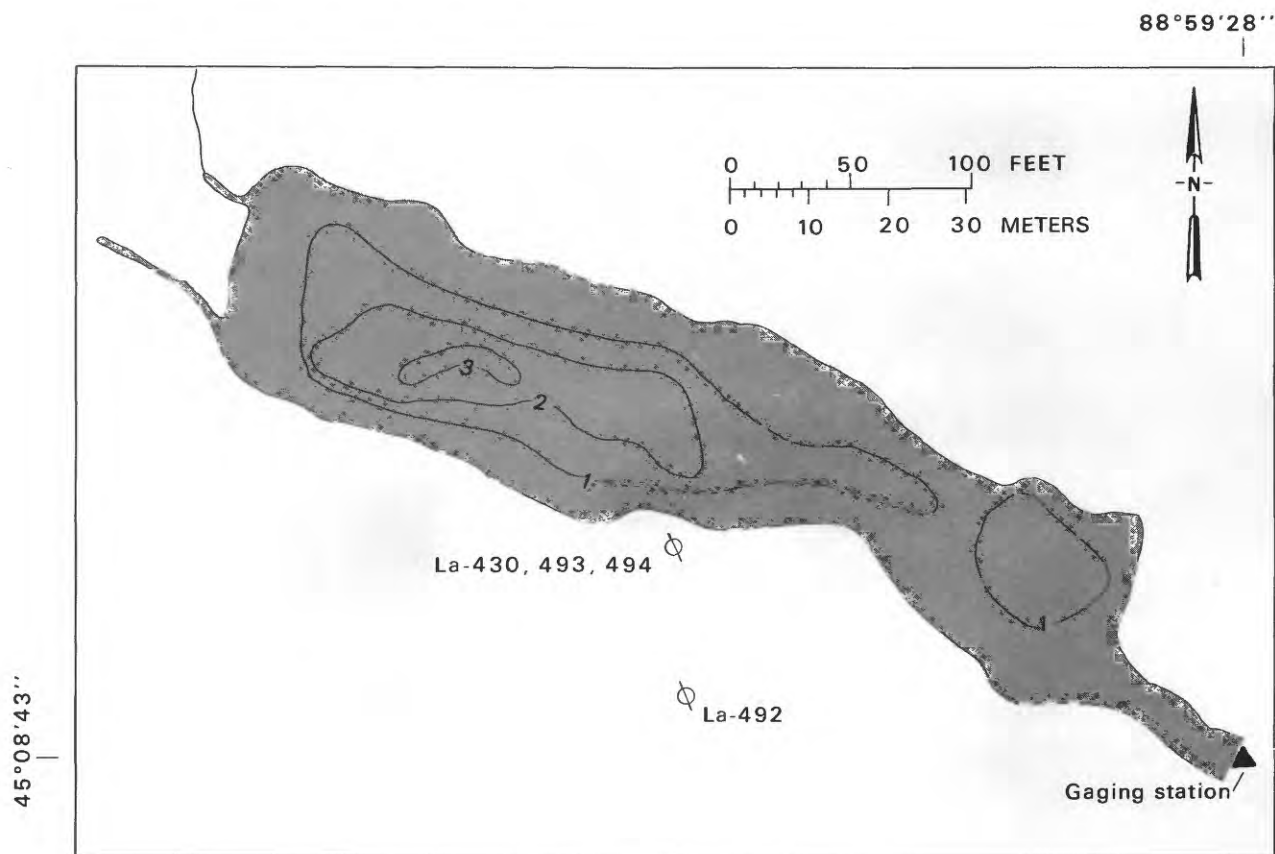 88°59'28''
0 50 100 FEET
-N-
0 10 20 30 METERS
3
2
1
La-430, 493, 494
1
La-492
45°08'43''
Gaging station